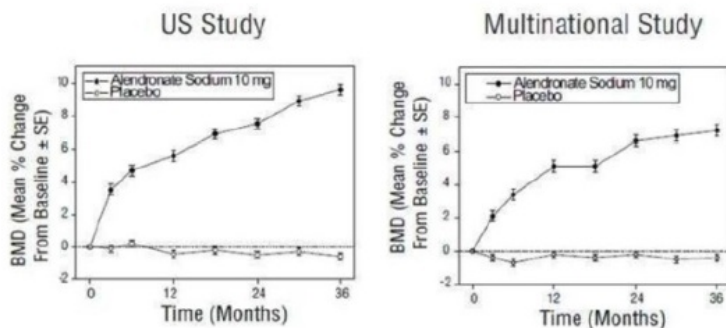 US Study
BMD (Mean % Change
From Baseline ± SE)
10
8
6
4
2
0
-2
Alendronate Sodium 10 mg
Placebo
0
12
24
36
Time (Months)
Multinational Study
BMD (Mean % Change
From Baseline ± SE)
10
8
6
4
2
0
-2
Alendronate Sodium 10 mg
Placebo
0
12
24
36
Time (Months)